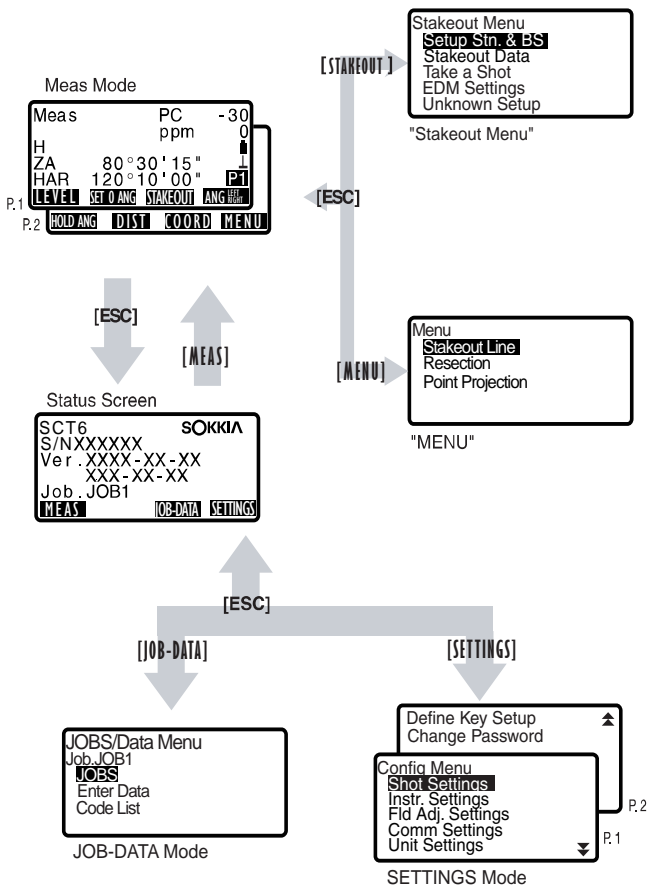 Stakeout Menu
Setup Stn. & BS
Stakeout Data
Take a Shot
EDM Settings
Unknown Setup
"Stakeout Menu"
[STAKEOUT]
Meas Mode
Meas PC -30
ppm 0
H
ZA 80°30'15"
HAR 120°10'00" P1
LEVEL SET 0 ANG STAKEOUT ANG LEFT RIGHT
P.1
HOLD ANG DIST COORD MENU
P.2
[ESC]
[ESC]
[MEAS]
[MENU]
Menu
Stakeout Line
Resection
Point Projection
"MENU"
Status Screen
SCT6 SOKKIA
S/NXXXXXX
Ver.XXXX-XX-XX
XXX-XX-XX
Job.JOB1
MEAS JOB-DATA SETTINGS
[ESC]
[JOB-DATA]
[SETTINGS]
JOBS/Data Menu
Job.JOB1
JOBS
Enter Data
Code List
JOB-DATA Mode
Define Key Setup
Change Password
P.2
Config Menu
Shot Settings
Instr. Settings
Fld Adj. Settings
Comm Settings
Unit Settings
P.1
SETTINGS Mode